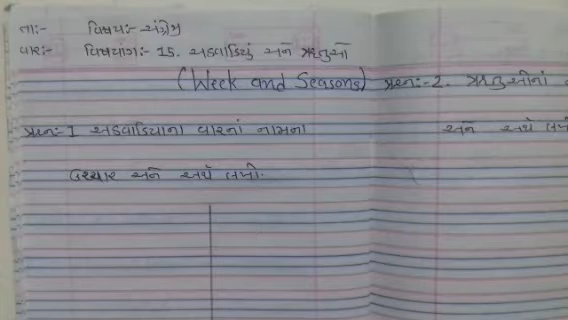 તા:- વિષય:- અંગ્રેજી
વાર:- વિષયાંગ:- 15. અઠવાડિયું અને ઋતુઓ
(Week and Seasons) પ્રશ્ન:-2. ઋતુઓનાં
પ્રશ્ન:-1 અઠવાડિયાના વારનાં નામના અને અર્થ
ઉચ્ચાર અને અર્થ લખો.